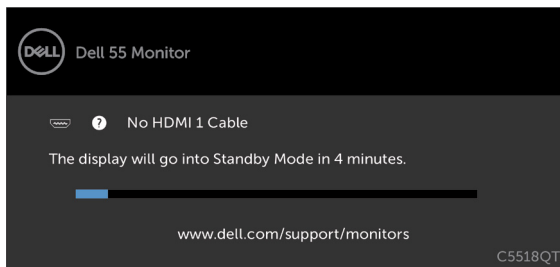 DELL
Dell 55 Monitor
? No HDMI 1 Cable
The display will go into Standby Mode in 4 minutes.
www.dell.com/support/monitors
C5518QT